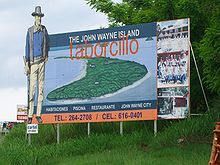 THE JOHN WAYNE ISLAND
taborcillo
HABITACIONES PISCINA RESTAURANTE JOHN WAYNE CITY
TEL.: 264-2708 / CEL.: 616-0401